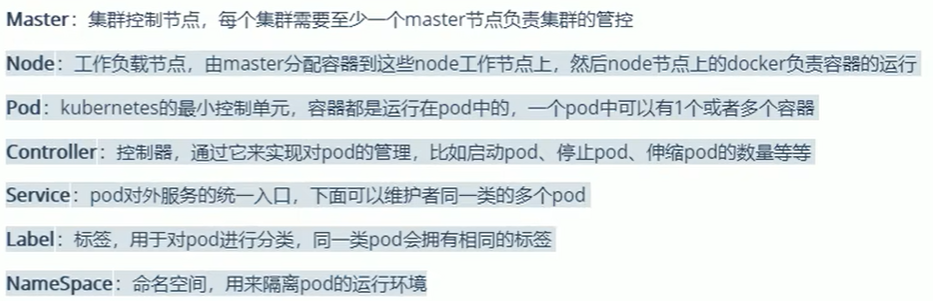 Master：集群控制节点，每个集群需要至少一个master节点负责集群的管控
Node：工作负载节点，由master分配容器到这些node工作节点上，然后node节点上的docker负责容器的运行
Pod：kubernetes的最小控制单元，容器都是运行在pod中的，一个pod中可以有1个或者多个容器
Controller：控制器，通过它来实现对pod的管理，比如启动pod、停止pod、伸缩pod的数量等等
Service：pod对外服务的统一入口，下面可以维护者同一类的多个pod
Label：标签，用于对pod进行分类，同一类pod会拥有相同的标签
NameSpace：命名空间，用来隔离pod的运行环境